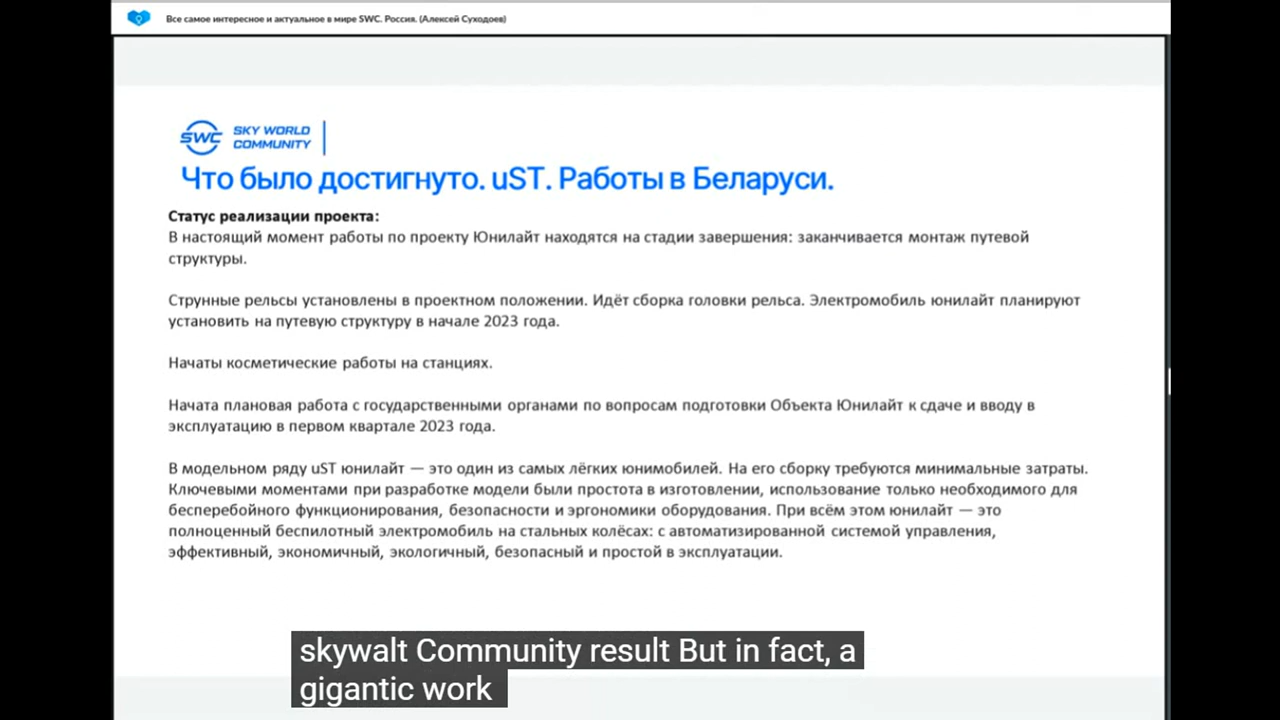 Все самое интересное и актуальное в мире SWC. Россия. (Алексей Суходоев)
SWC SKY WORLD
COMMUNITY
Что было достигнуто. uST. Работы в Беларуси.
Статус реализации проекта:
В настоящий момент работы по проекту Юнилайт находятся на стадии завершения: заканчивается монтаж путевой
структуры.
Струнные рельсы установлены в проектном положении. Идёт сборка головки рельса. Электромобиль юнилайт планируют
установить на путевую структуру в начале 2023 года.
Начаты косметические работы на станциях.
Начата плановая работа с государственными органами по вопросам подготовки Объекта Юнилайт к сдаче и вводу в
эксплуатацию в первом квартале 2023 года.
В модельном ряду uST юнилайт — это один из самых лёгких юнимобилей. На его сборку требуются минимальные затраты.
Ключевыми моментами при разработке модели были простота в изготовлении, использование только необходимого для
бесперебойного функционирования, безопасности и эргономики оборудования. При всём этом юнилайт — это
полноценный беспилотный электромобиль на стальных колёсах: с автоматизированной системой управления,
эффективный, экономичный, экологичный, безопасный и простой в эксплуатации.
skywalt Community result But in fact, a
gigantic work